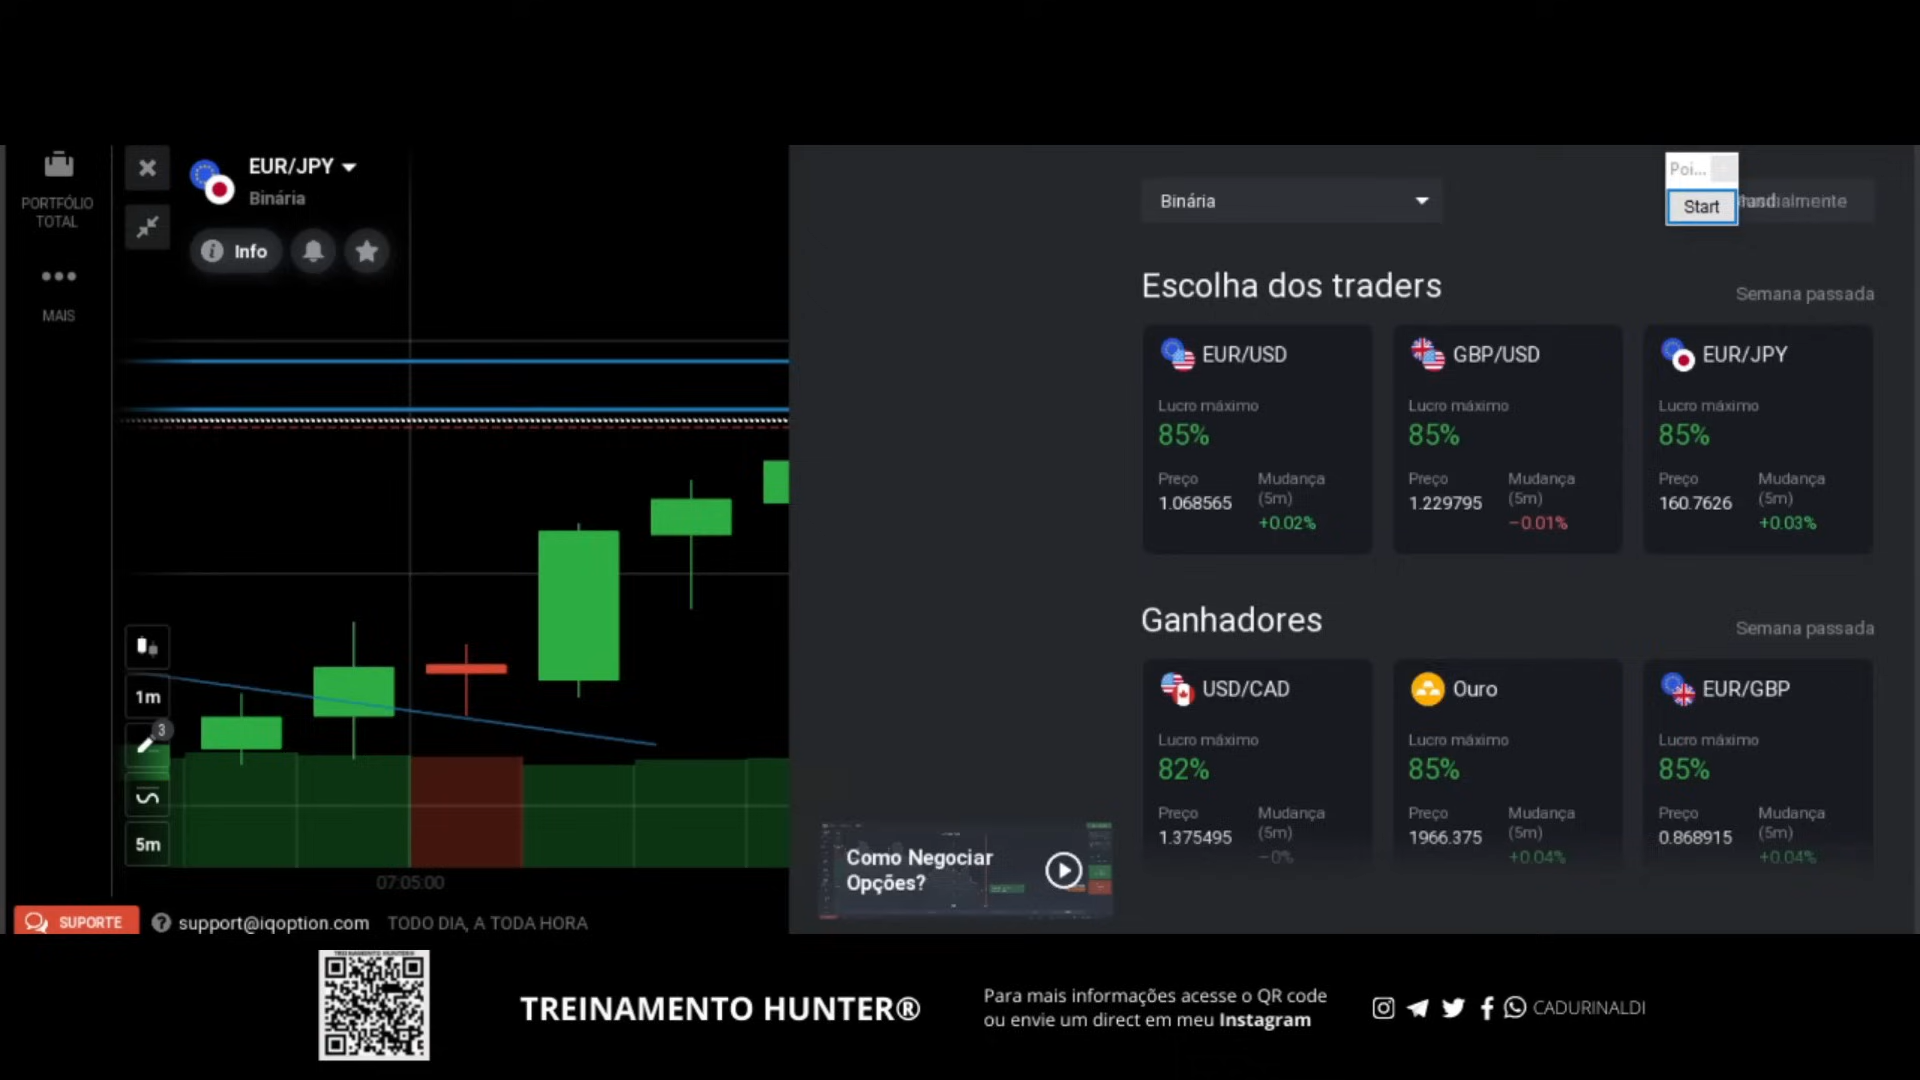 PORTFÓLIO
TOTAL
MAIS
EUR/JPY
Binária
Info
1m
3
5m
07:05:00
SUPORTE
support@iqoption.com
TODO DIA, A TODA HORA
Binária
Poi...
Start
Mundialmente
Escolha dos traders
Semana passada
EUR/USD
Lucro máximo
85%
Preço
1.068565
Mudança
(5m)
+0.02%
GBP/USD
Lucro máximo
85%
Preço
1.229795
Mudança
(5m)
−0.01%
EUR/JPY
Lucro máximo
85%
Preço
160.7626
Mudança
(5m)
+0.03%
Ganhadores
Semana passada
USD/CAD
Lucro máximo
82%
Preço
1.375495
Mudança
(5m)
−0%
Ouro
Lucro máximo
85%
Preço
1966.375
Mudança
(5m)
+0.04%
EUR/GBP
Lucro máximo
85%
Preço
0.868915
Mudança
(5m)
+0.04%
Como Negociar
Opções?
TREINAMENTO HUNTER®
TREINAMENTO HUNTER®
Para mais informações acesse o QR code
ou envie um direct em meu Instagram
CADURINALDI